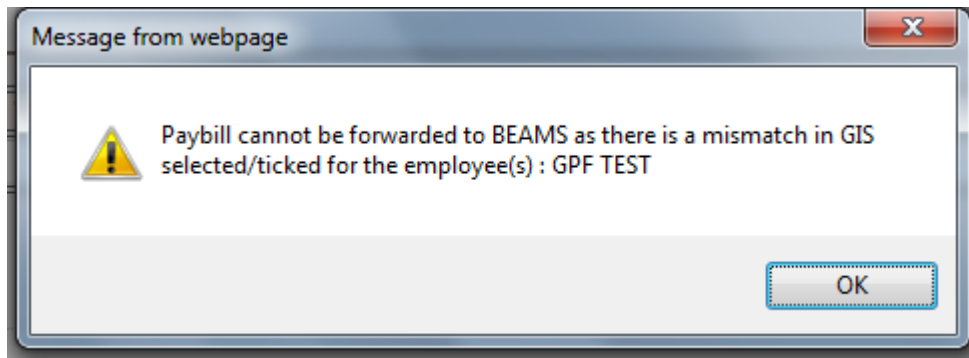 Message from webpage
Paybill cannot be forwarded to BEAMS as there is a mismatch in GIS
selected/ticked for the employee(s) : GPF TEST
OK